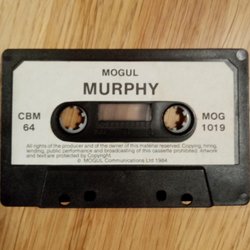 MOGUL
MURPHY
CBM
64
MOG
1019
All rights of the producer and of the owner of this material reserved. Copying, hiring,
lending, public performance and broadcasting of this cassette prohibited. Artwork
and text are protected by Copyright.
© MOGUL Communications Ltd 1984